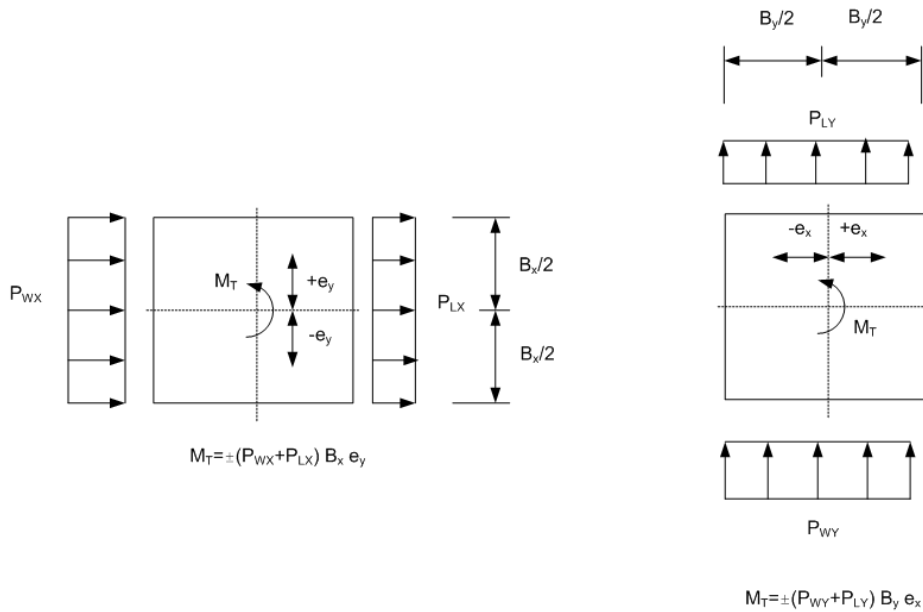 B_y/2 B_y/2
P_LY
-e_x +e_x
M_T
P_WY
M_T=±(P_WY+P_LY) B_y e_x
P_WX
M_T
+e_y
-e_y
P_LX
B_x/2
B_x/2
M_T=±(P_WX+P_LX) B_x e_y